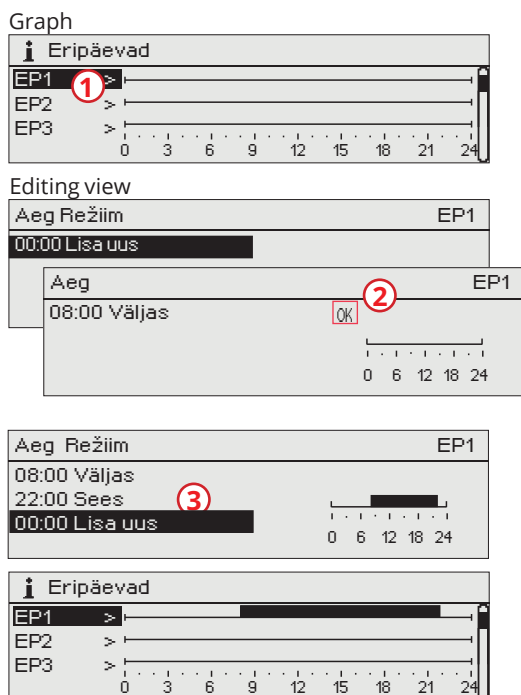 Graph
i Eripäevad
EP1 >
1
EP2 >
EP3 >
0 3 6 9 12 15 18 21 24
Editing view
Aeg Režiim EP1
00:00 Lisa uus
Aeg EP1
2
08:00 Väljas OK
0 6 12 18 24
Aeg Režiim EP1
08:00 Väljas
22:00 Sees
3
00:00 Lisa uus
0 6 12 18 24
i Eripäevad
EP1 >
EP2 >
EP3 >
0 3 6 9 12 15 18 21 24